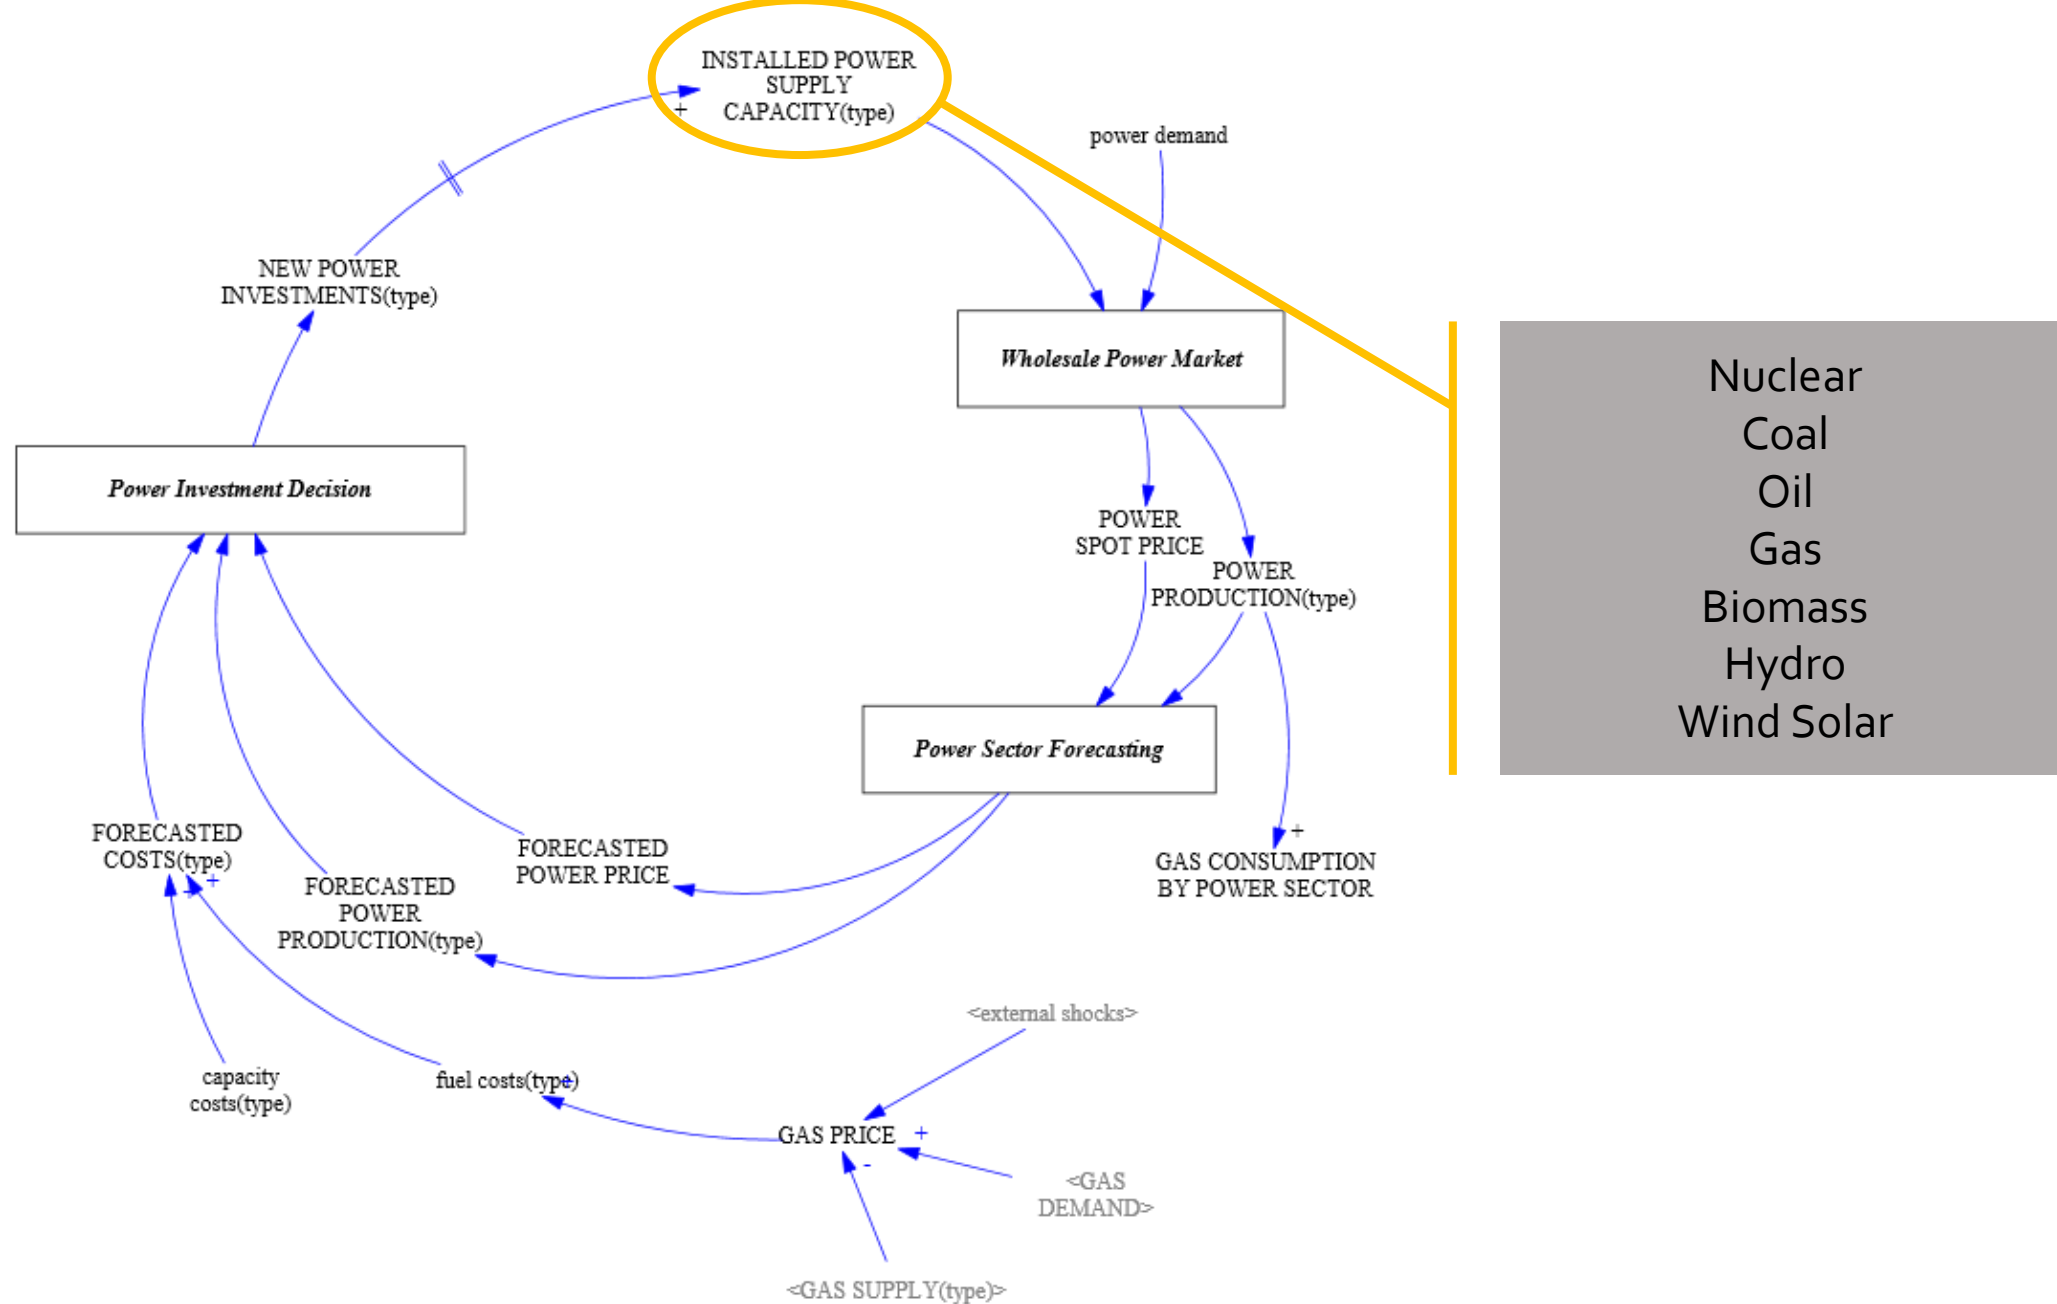 INSTALLED POWER
SUPPLY
CAPACITY(type)
+
power demand
NEW POWER
INVESTMENTS(type)
Wholesale Power Market
Nuclear
Coal
Oil
Gas
Biomass
Hydro
Wind Solar
Power Investment Decision
POWER
SPOT PRICE
POWER
PRODUCTION(type)
Power Sector Forecasting
FORECASTED
COSTS(type)
+
FORECASTED
POWER PRICE
+
GAS CONSUMPTION
BY POWER SECTOR
FORECASTED
POWER
PRODUCTION(type)
<external shocks>
capacity
costs(type)
fuel costs(type)
GAS PRICE
+
-
<GAS
DEMAND>
<GAS SUPPLY(type)>